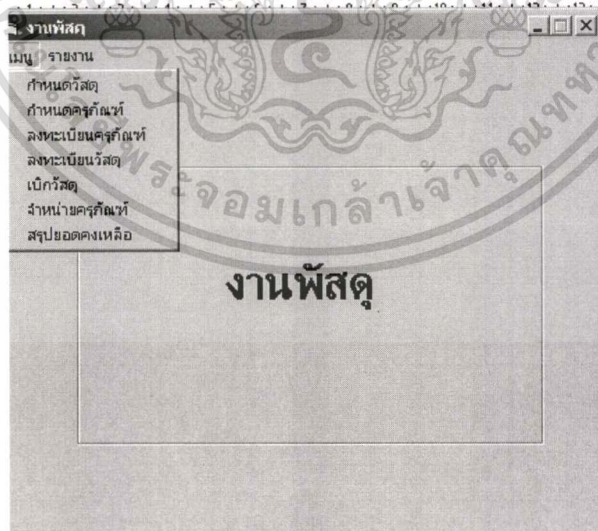 งานพัสดุ
เมนู รายงาน
กำหนดวัสดุ
กำหนดครุภัณฑ์
ลงทะเบียนครุภัณฑ์
ลงทะเบียนวัสดุ
เบิกวัสดุ
จำหน่ายครุภัณฑ์
สรุปยอดคงเหลือ
งานพัสดุ